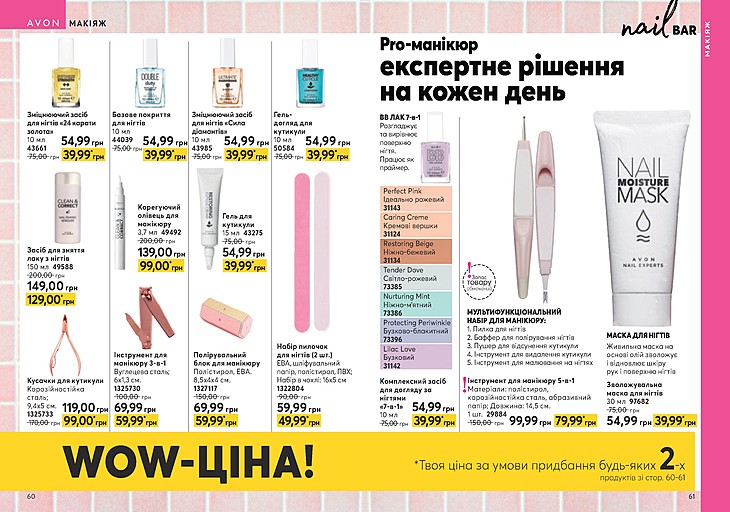 AVON МАКІЯЖ
nail BAR
МАКІЯЖ
Pro-манікюр
експертне рішення
на кожен день
Зміцнюючий засіб
для нігтів «24 карати
золота»
10 мл
43661
75,00 грн
54,99 грн
39,99* грн
Базове покриття
для нігтів
10 мл
44039
75,00 грн
54,99 грн
39,99* грн
Зміцнюючий засіб
для нігтів «Сила
діамантів»
10 мл
43985
75,00 грн
54,99 грн
39,99* грн
Гель-
догляд для
кутикули
10 мл
50584
75,00 грн
54,99 грн
39,99* грн
Засіб для зняття
лаку з нігтів
150 мл 49588
200,00 грн
149,00 грн
129,00* грн
Корегуючий
олівець для
манікюру
3,7 мл 49492
200,00 грн
139,00 грн
99,00* грн
Гель для
кутикули
15 мл 43275
75,00 грн
54,99 грн
39,99* грн
Кусачки для кутикули
Корозійностійка
сталь;
9,4х5 см.
1325733
170,00 грн
119,00 грн
99,00* грн
Інструмент для
манікюру 3-в-1
Вуглецева сталь;
6х1,3 см.
1325730
100,00 грн
69,99 грн
59,99* грн
Полірувальний
блок для манікюру
Полістирол, ЕВА.
8,5х4х4 см.
1327117
150,00 грн
69,99 грн
59,99* грн
Набір пилочок
для нігтів (2 шт.)
ЕВА, шліфувальний
папір, полістирол, ПВХ;
Набір в чохлі: 16х5 см
1322804
90,00 грн
59,99 грн
49,99* грн
ВВ ЛАК 7-в-1
Розгладжує
та вирівнює
поверхню
нігтя.
Працює як
праймер.
BB
Perfect Pink
Ідеально рожевий
31143
Caring Creme
Кремові вершки
31124
Restoring Beige
Ніжно-бежевий
31134
Tender Dove
Світло-рожевий
73385
Nurturing Mint
Ніжно-м'ятний
73386
Protecting Periwinkle
Бузково-блакитний
73396
Lilac Love
Бузковий
31142
Комплексний засіб
для догляду за
нігтями
«7-в-1»
10 мл
75,00 грн
54,99 грн
39,99* грн
! Запас
товару
обмежений
МУЛЬТИФУНКЦІОНАЛЬНИЙ
НАБІР ДЛЯ МАНІКЮРУ:
1. Пилка для нігтів
2. Баффер для полірування нігтів
3. Пушер для відсунення кутикули
4. Інструмент для видалення кутикули
5. Інструмент для малювання на нігтях
! Інструмент для манікюру 5-в-1
Матеріали: полістирол,
корозійностійка сталь, абразивний
папір; Довжина: 14,5 см.
1 шт. 29884
150,00 грн
99,99 грн
79,99* грн
NAIL
MOISTURE
MASK
AVON
NAIL EXPERTS
МАСКА ДЛЯ НІГТІВ
Живильна маска на
основі олій зволожує
і відновлює шкіру
рук і поверхню нігтів
Зволожувальна
маска для нігтів
30 мл 97682
75,00 грн
54,99 грн
39,99* грн
WOW-ЦІНА!
*Твоя ціна за умови придбання будь-яких 2-х
продуктів зі стор. 60-61
60
61